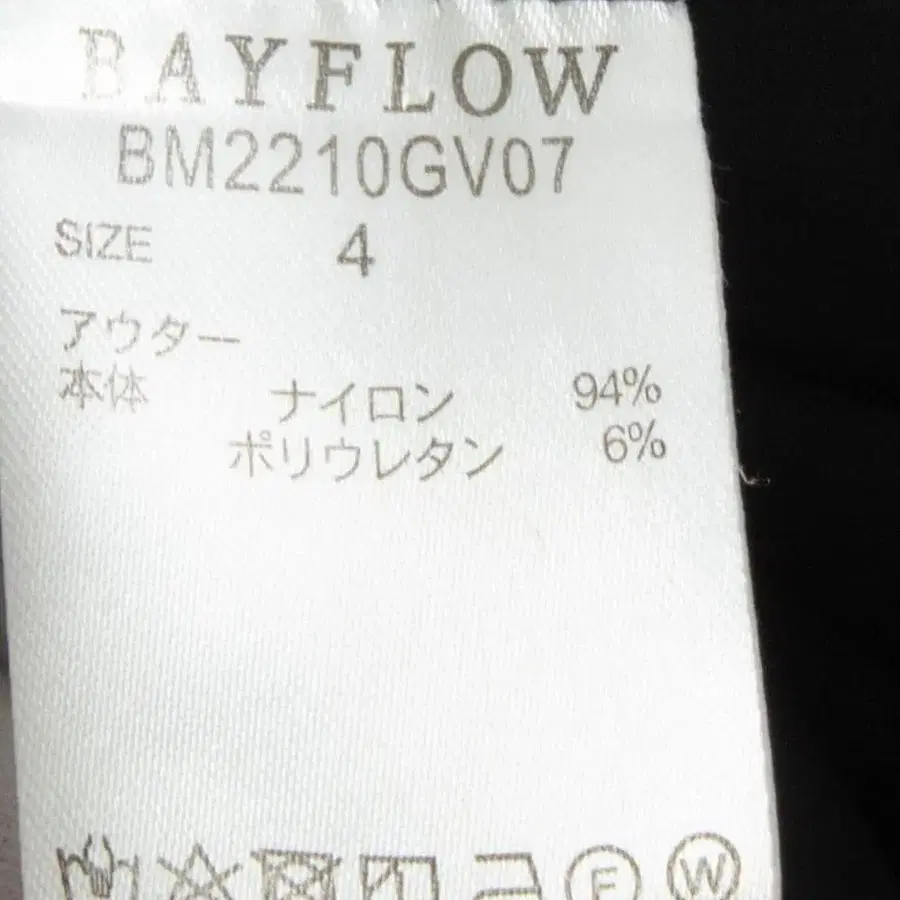 BAYFLOW
BM2210GV07
SIZE 4
アウター
本体 ナイロン 94%
ポリウレタン 6%
F W